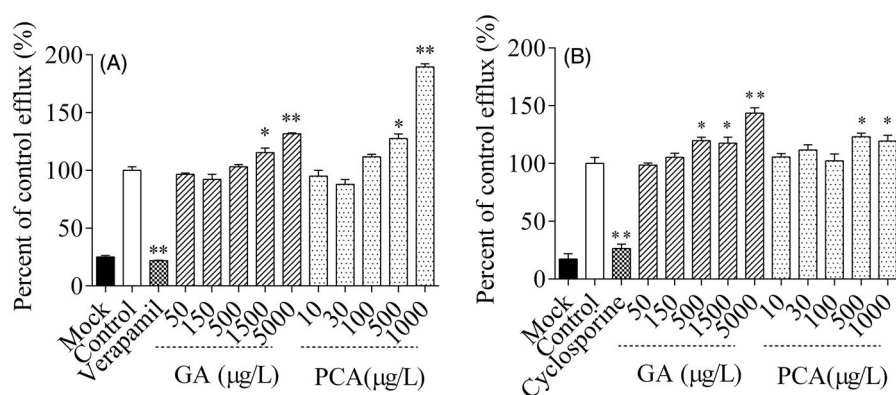 (A)
Percent of control efflux (%)
200
150
100
50
0
**
*
**
*
**
Mock
Control
Verapamil
50
150
500
1500
5000
10
30
100
500
1000
GA (μg/L)
PCA(μg/L)
(B)
Percent of control efflux (%)
200
150
100
50
0
**
*
*
**
*
*
Mock
Control
Cyclosporine
50
150
500
1500
5000
10
30
100
500
1000
GA (μg/L)
PCA(μg/L)